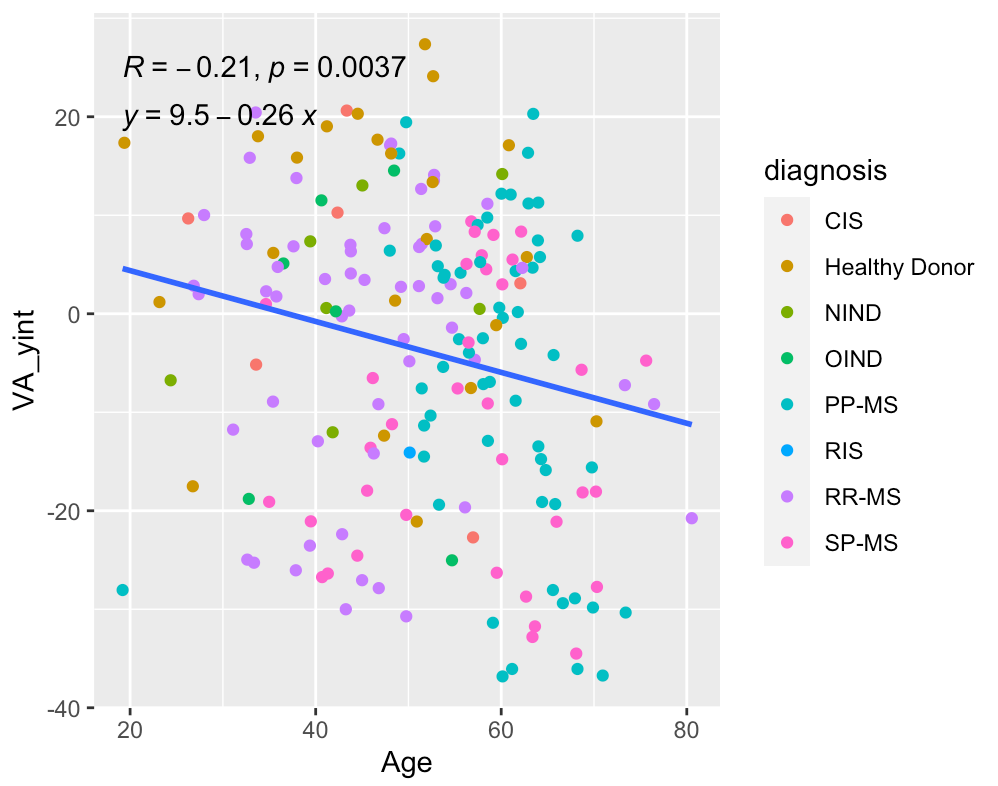 R = − 0.21, p = 0.0037
y = 9.5 − 0.26 x
20
0
-20
-40
VA_yint
20 40 60 80
Age
diagnosis
CIS
Healthy Donor
NIND
OIND
PP-MS
RIS
RR-MS
SP-MS